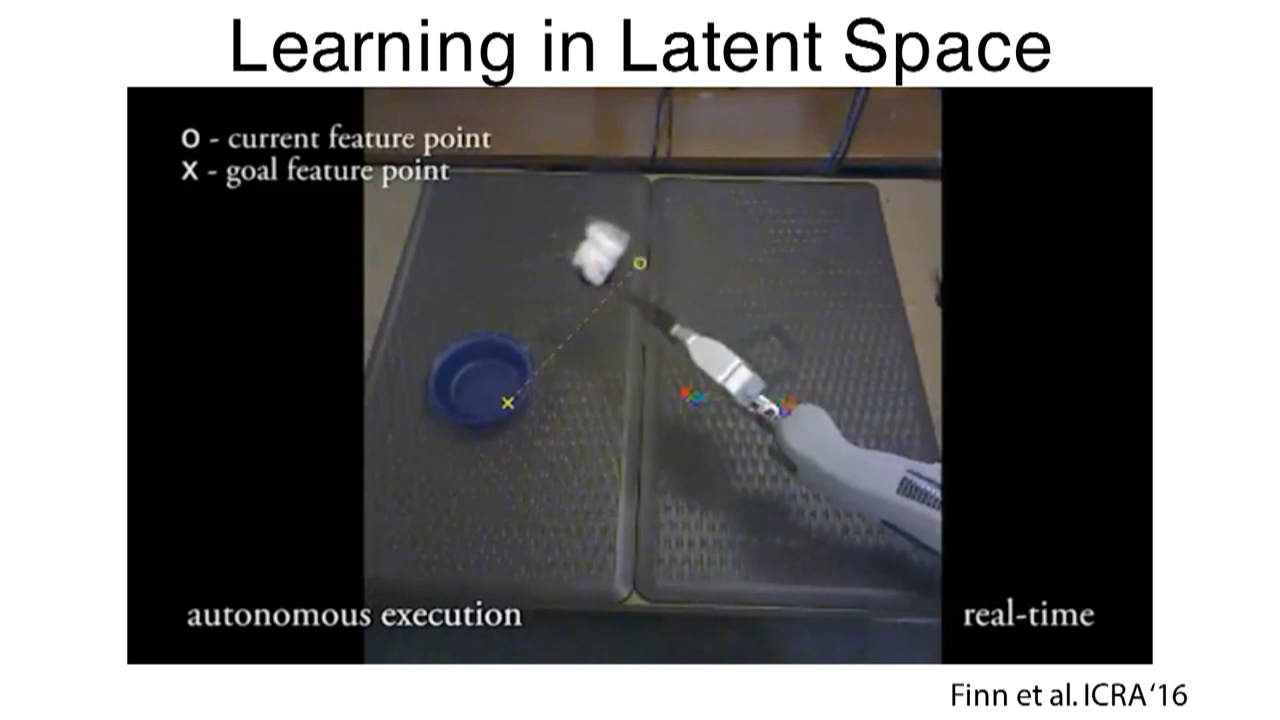 Learning in Latent Space
O - current feature point
X - goal feature point
autonomous execution
real-time
Finn et al. ICRA‘16